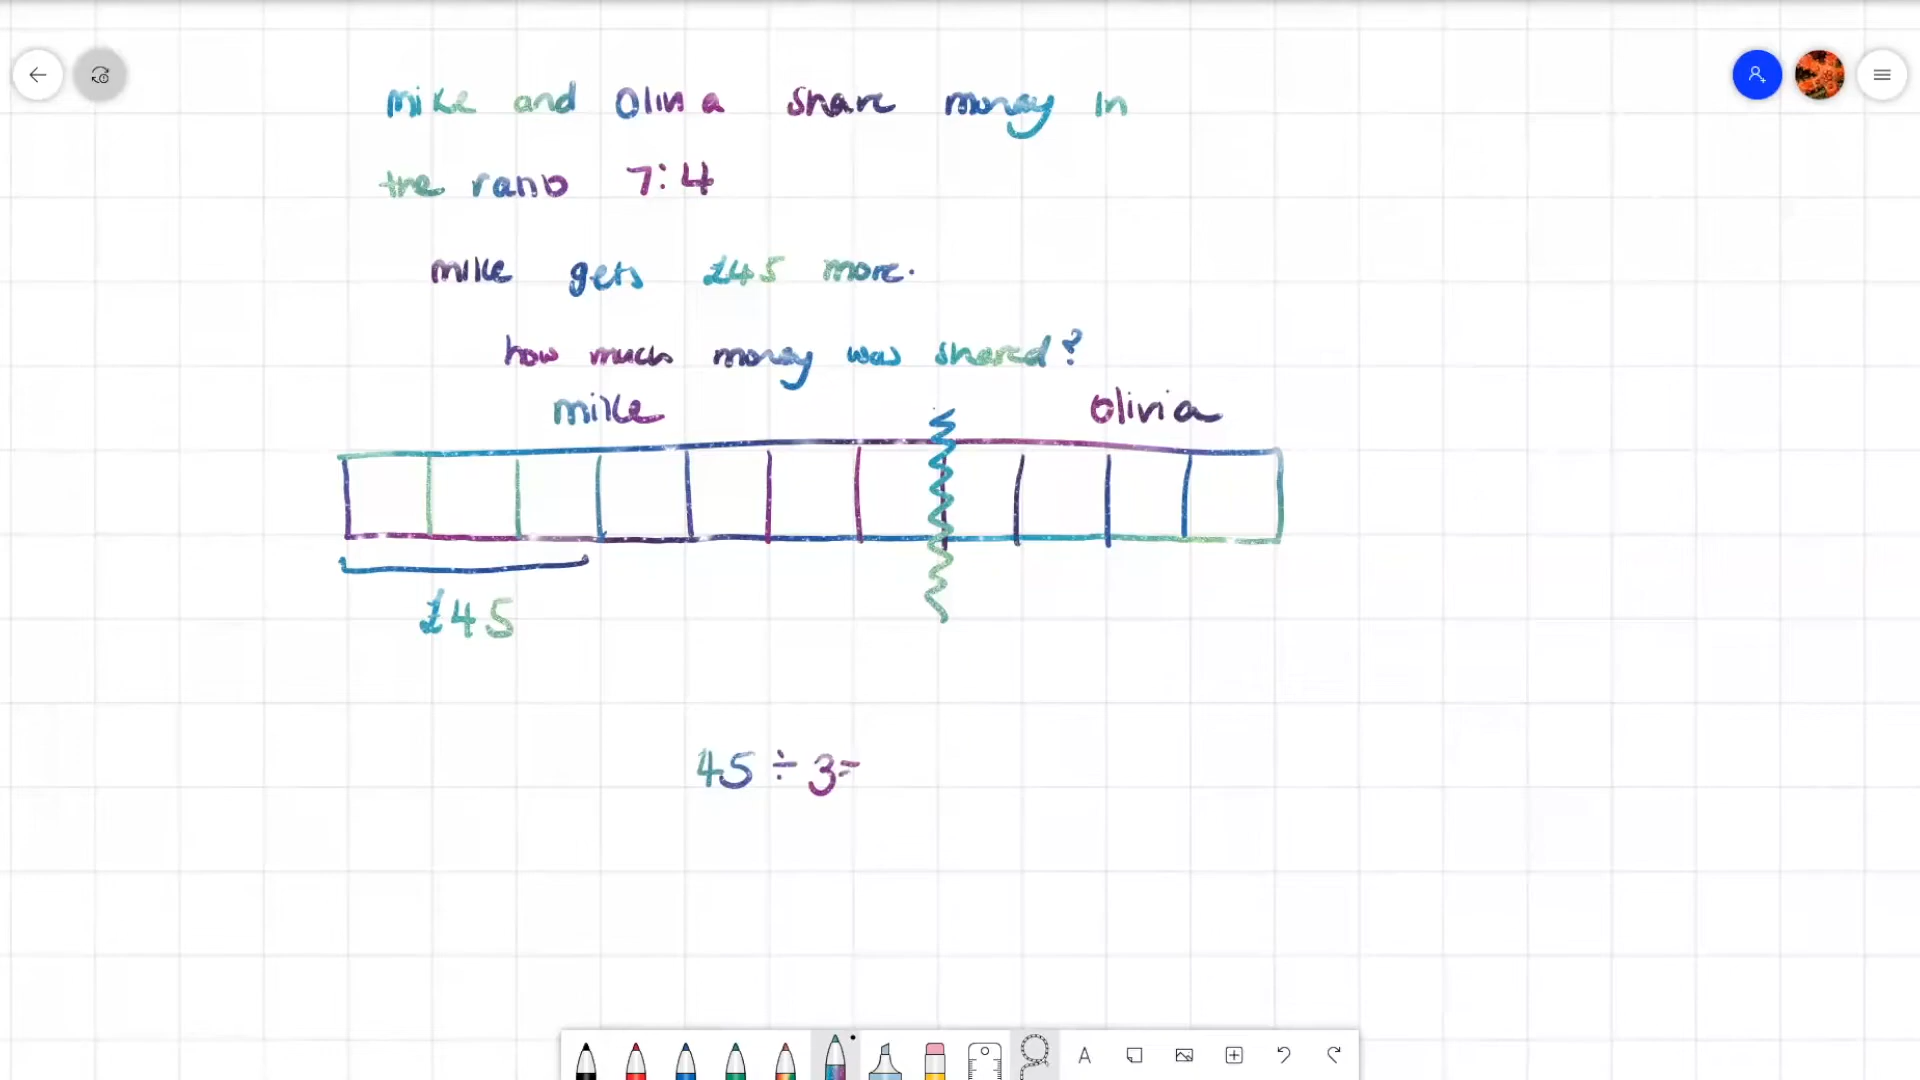 Mike and Olivia share money in
the ratio 7:4
Mike gets £45 more.
how much money was shared?
mike olivia
£45
45 ÷ 3 =
A